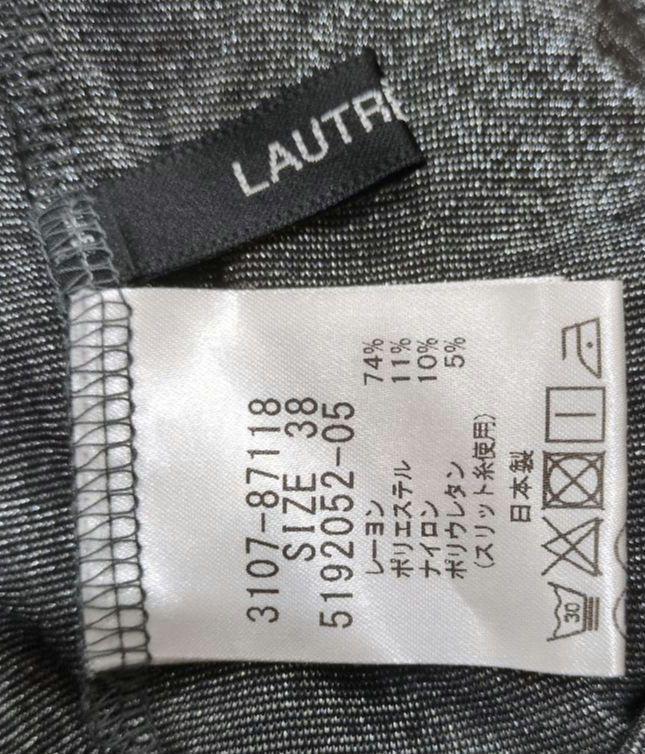 LAUTR
3107-87118
SIZE 38
5192052-05
レーヨン 74%
ポリエステル 11%
ナイロン 10%
ポリウレタン 5%
(スリット糸使用)
日本製
30